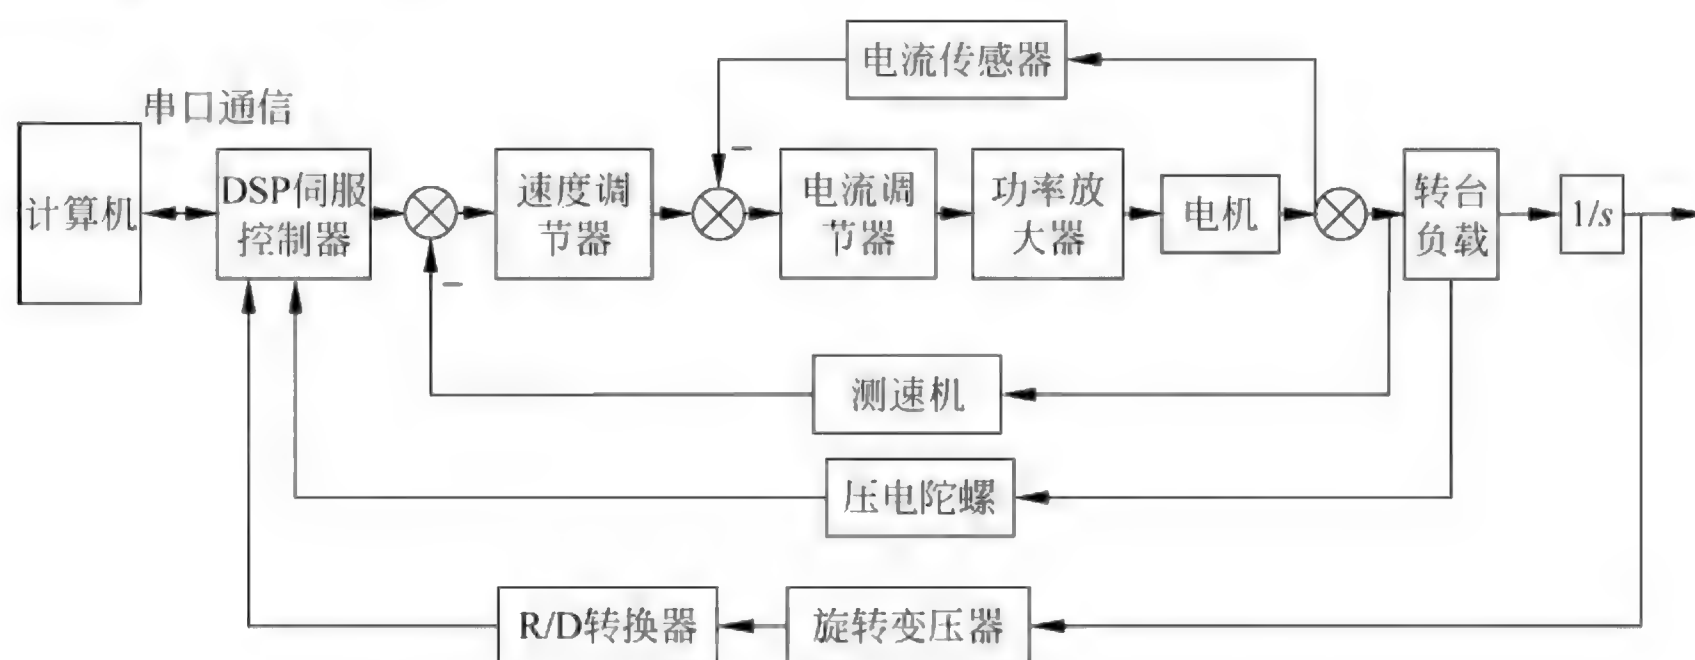 电流传感器
串口通信
计算机
DSP伺服
控制器
速度调
节器
电流调
节器
功率放
大器
电机
转台
负载
1/s
−
−
测速机
压电陀螺
R/D转换器
旋转变压器